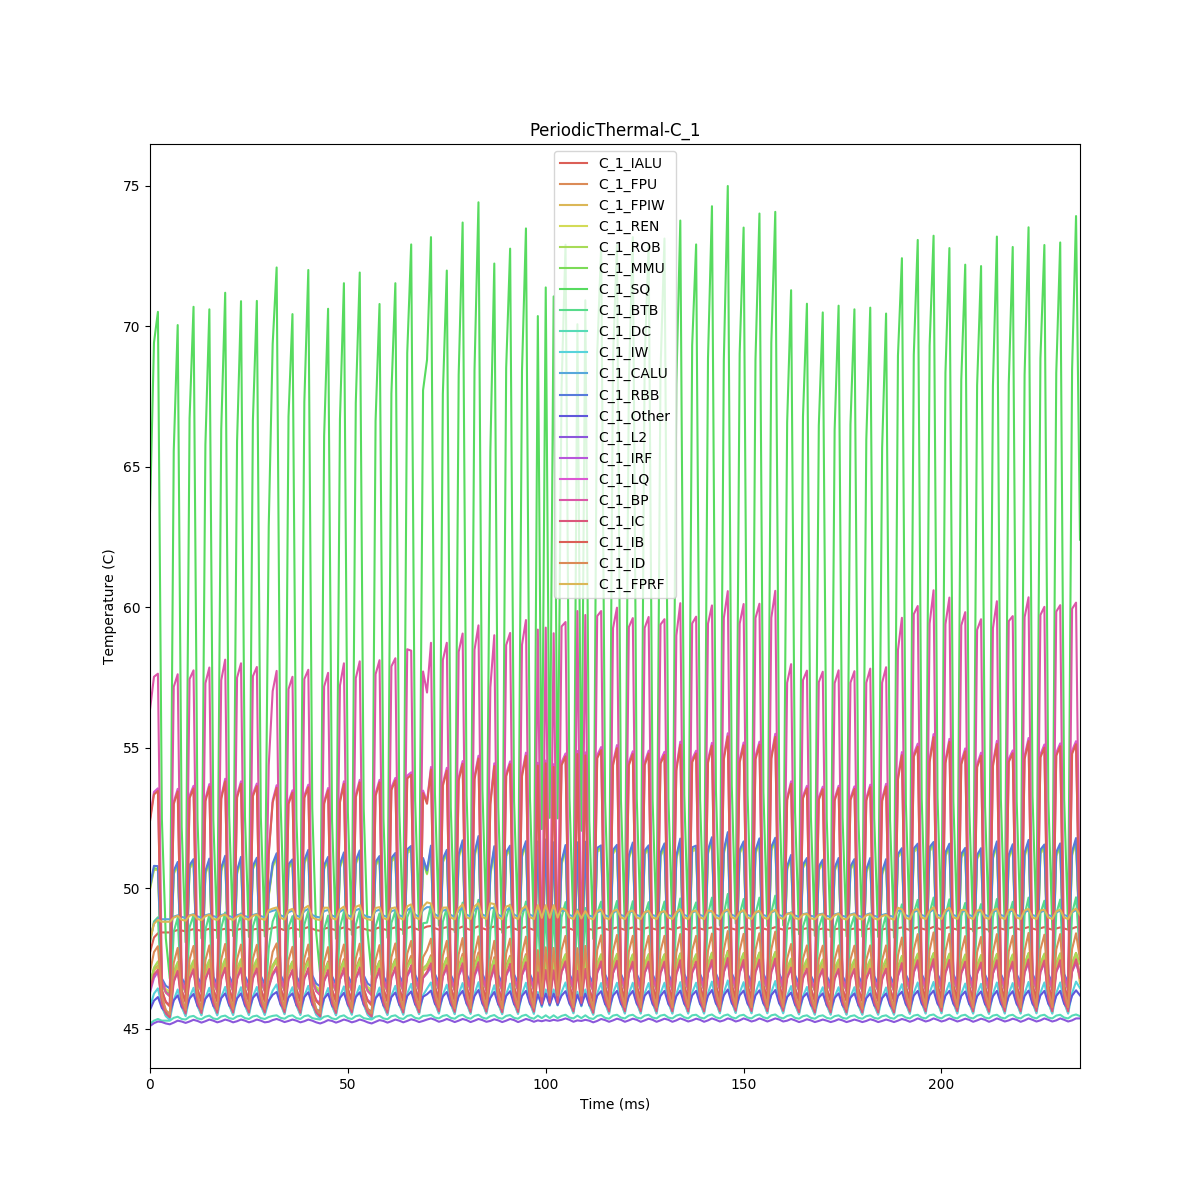 PeriodicThermal-C_1
75
70
65
60
55
50
45
Temperature (C)
C_1_IALU
C_1_FPU
C_1_FPIW
C_1_REN
C_1_ROB
C_1_MMU
C_1_SQ
C_1_BTB
C_1_DC
C_1_IW
C_1_CALU
C_1_RBB
C_1_Other
C_1_L2
C_1_IRF
C_1_LQ
C_1_BP
C_1_IC
C_1_IB
C_1_ID
C_1_FPRF
0 50 100 150 200
Time (ms)